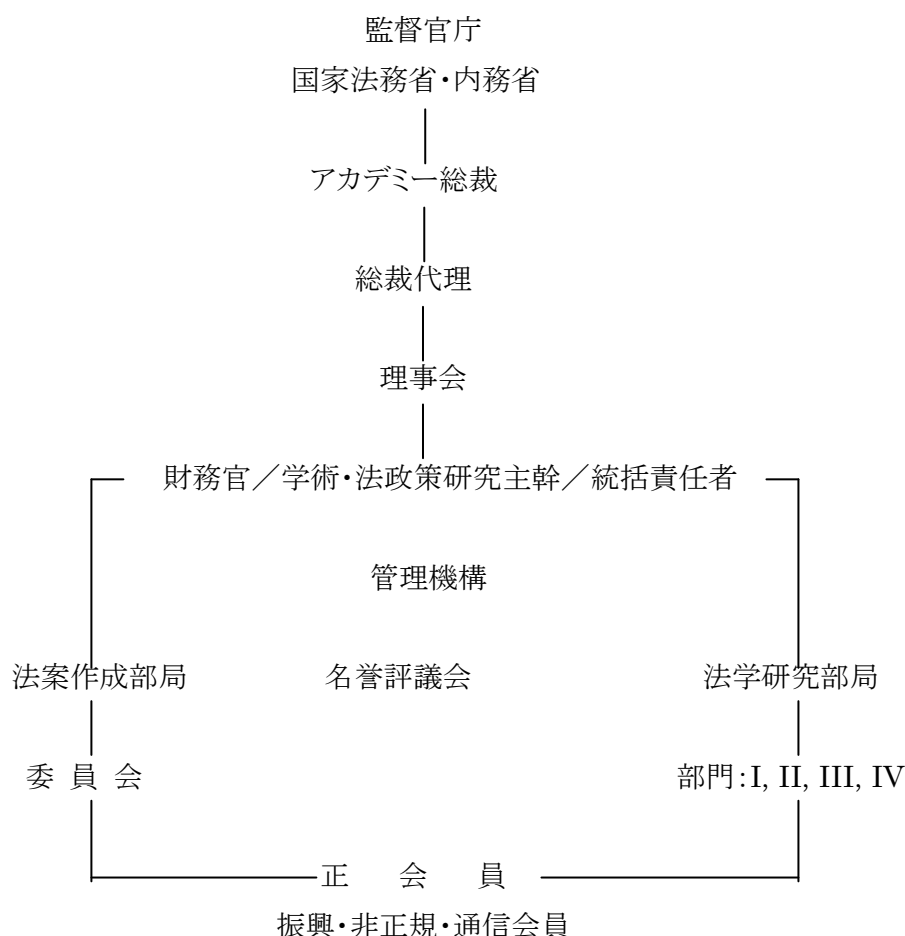 監督官庁
国家法務省・内務省
アカデミー総裁
総裁代理
理事会
財務官／学術・法政策研究主幹／統括責任者
管理機構
法案作成部局 名誉評議会 法学研究部局
委員会 部門：I, II, III, IV
正会員
振興・非正規・通信会員